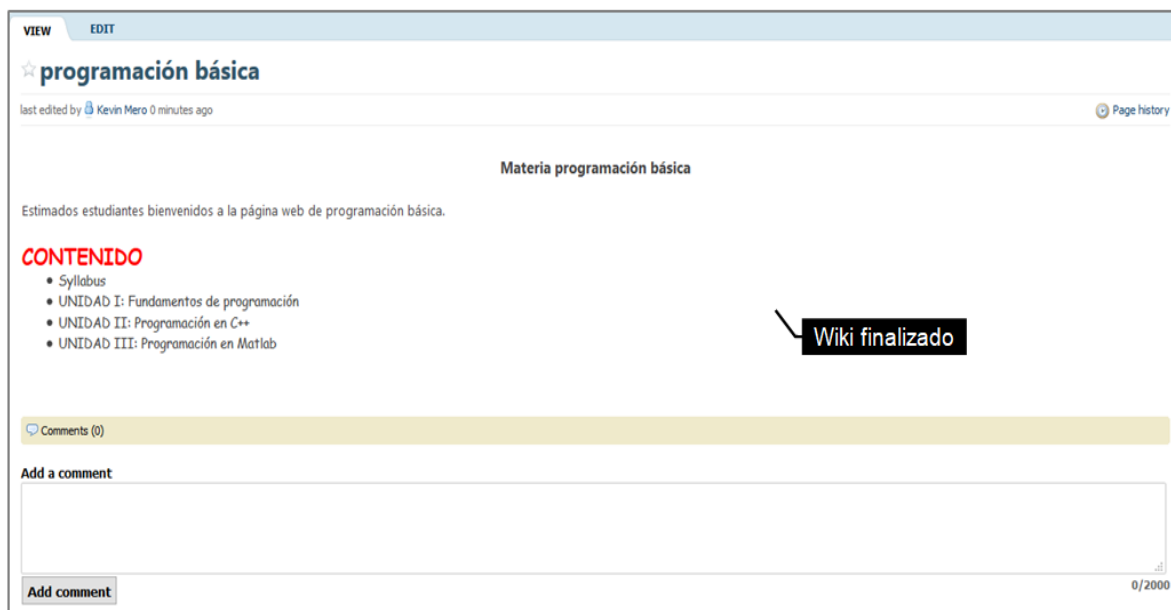 VIEW EDIT
programación básica
last edited by Kevin Mero 0 minutes ago Page history
Materia programación básica
Estimados estudiantes bienvenidos a la página web de programación básica.
CONTENIDO
• Syllabus
• UNIDAD I: Fundamentos de programación
• UNIDAD II: Programación en C++
• UNIDAD III: Programación en Matlab
Wiki finalizado
Comments (0)
Add a comment
0/2000
Add comment